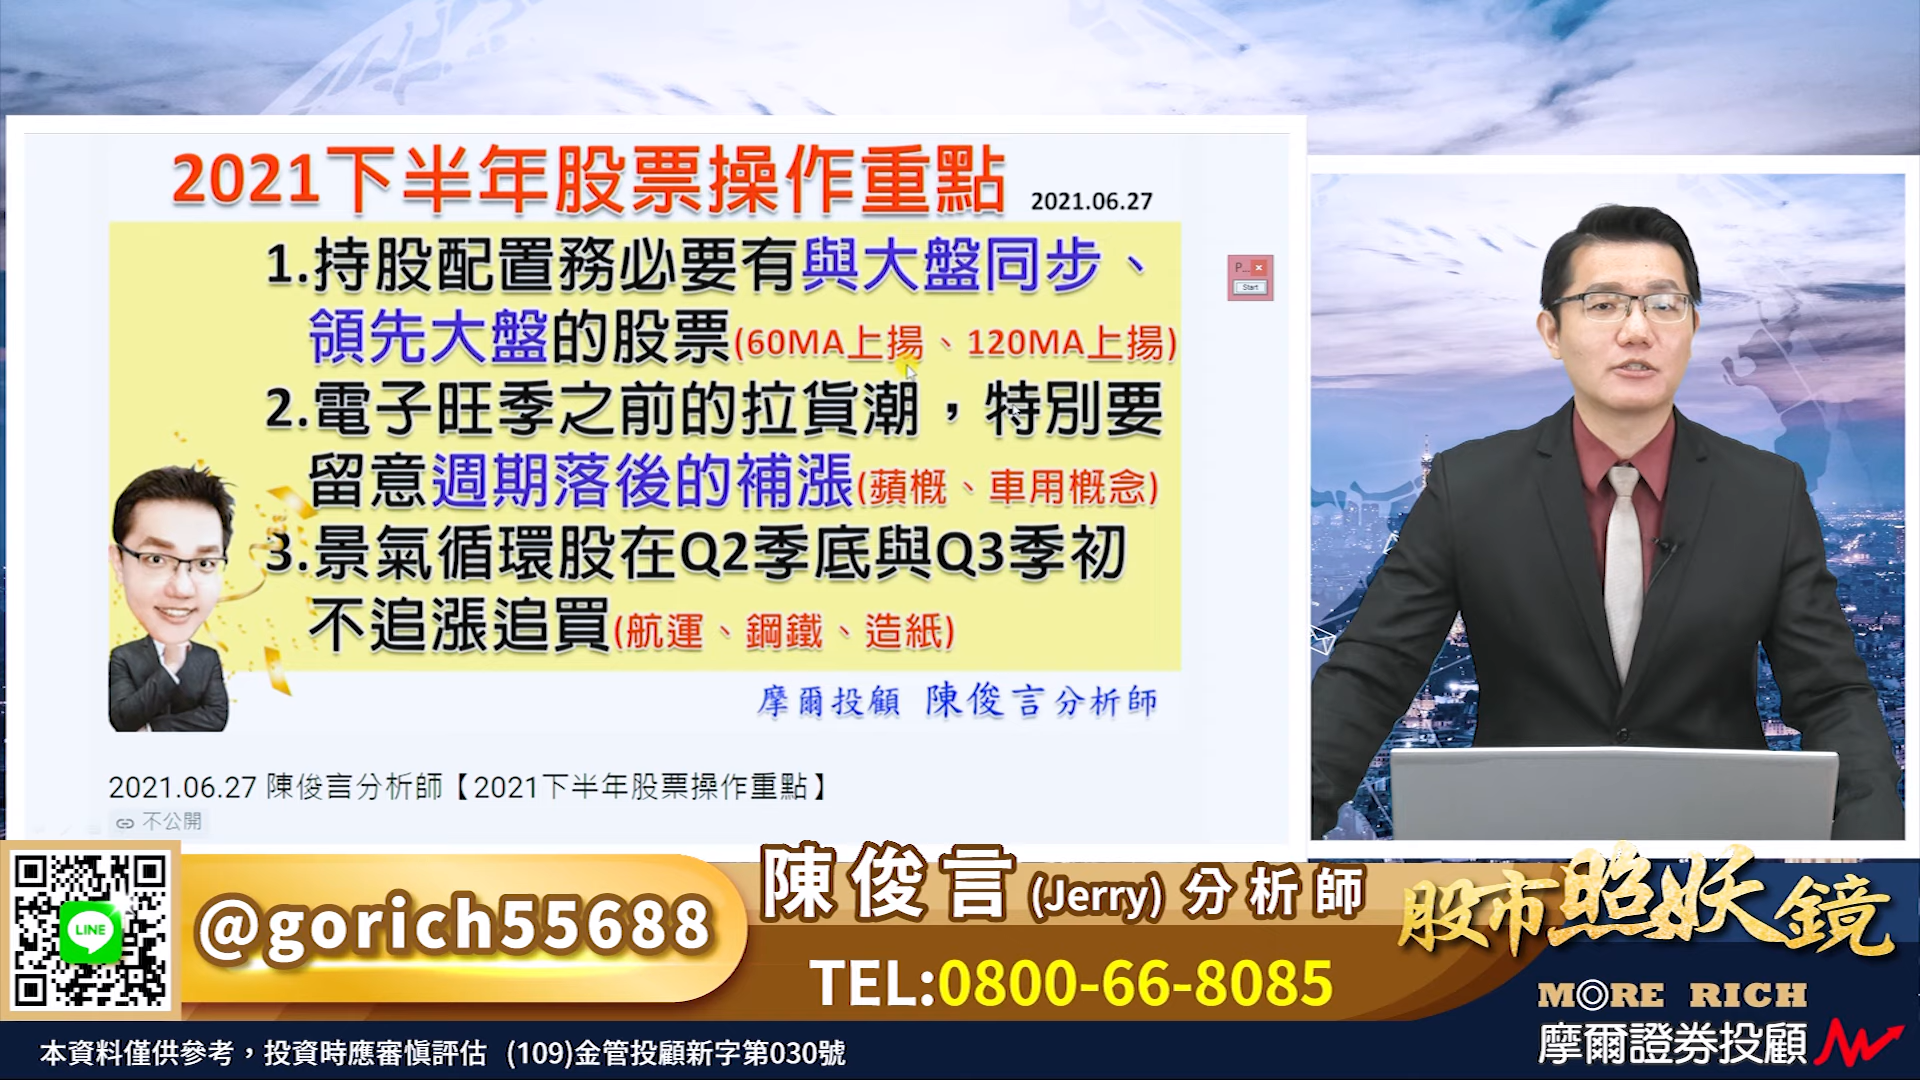 2021下半年股票操作重點 2021.06.27
1.持股配置務必要有與大盤同步、
領先大盤的股票(60MA上揚、120MA上揚)
2.電子旺季之前的拉貨潮，特別要
留意週期落後的補漲(蘋概、車用概念)
3.景氣循環股在Q2季底與Q3季初
不追漲追買(航運、鋼鐵、造紙)
摩爾投顧 陳俊言分析師
2021.06.27 陳俊言分析師【2021下半年股票操作重點】
不公開
P...
Start
LINE
@gorich55688
陳俊言(Jerry)分析師
TEL:0800-66-8085
股市照妖鏡
MORE RICH
摩爾證券投顧
本資料僅供參考，投資時應審慎評估 (109)金管投顧新字第030號